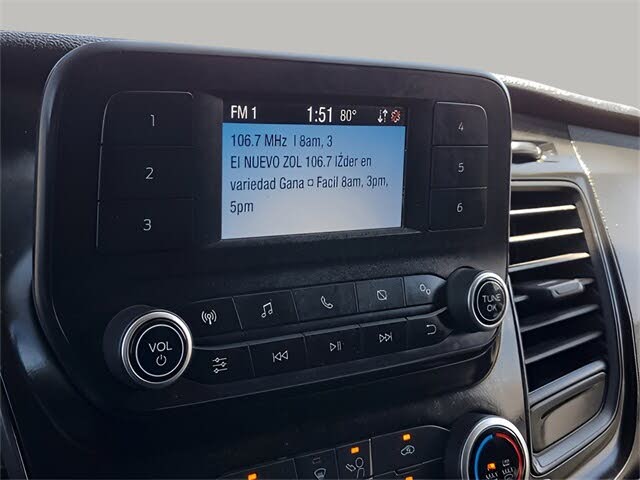 FM 1 1:51 80°
106.7 MHz I 8am, 3
El NUEVO ZOL 106.7 lŹder en
variedad Gana ¤ Facil 8am, 3pm,
5pm
1
2
3
4
5
6
VOL
TUNE
OK